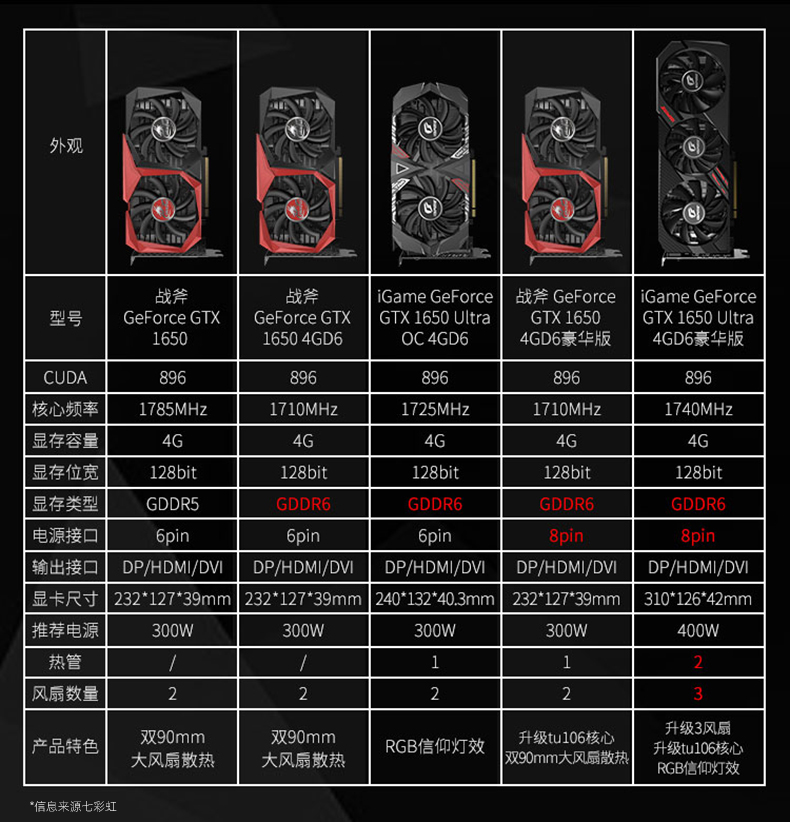 外观
型号
战斧
GeForce GTX
1650
战斧
GeForce GTX
1650 4GD6
iGame GeForce
GTX 1650 Ultra
OC 4GD6
战斧 GeForce
GTX 1650
4GD6豪华版
iGame GeForce
GTX 1650 Ultra
4GD6豪华版
CUDA 896 896 896 896 896
核心频率 1785MHz 1710MHz 1725MHz 1710MHz 1740MHz
显存容量 4G 4G 4G 4G 4G
显存位宽 128bit 128bit 128bit 128bit 128bit
显存类型 GDDR5 GDDR6 GDDR6 GDDR6 GDDR6
电源接口 6pin 6pin 6pin 8pin 8pin
输出接口 DP/HDMI/DVI DP/HDMI/DVI DP/HDMI/DVI DP/HDMI/DVI DP/HDMI/DVI
显卡尺寸 232*127*39mm 232*127*39mm 240*132*40.3mm 232*127*39mm 310*126*42mm
推荐电源 300W 300W 300W 300W 400W
热管 / / 1 1 2
风扇数量 2 2 2 2 3
产品特色
双90mm
大风扇散热
双90mm
大风扇散热
RGB信仰灯效
升级tu106核心
双90mm大风扇散热
升级3风扇
升级tu106核心
RGB信仰灯效
*信息来源七彩虹